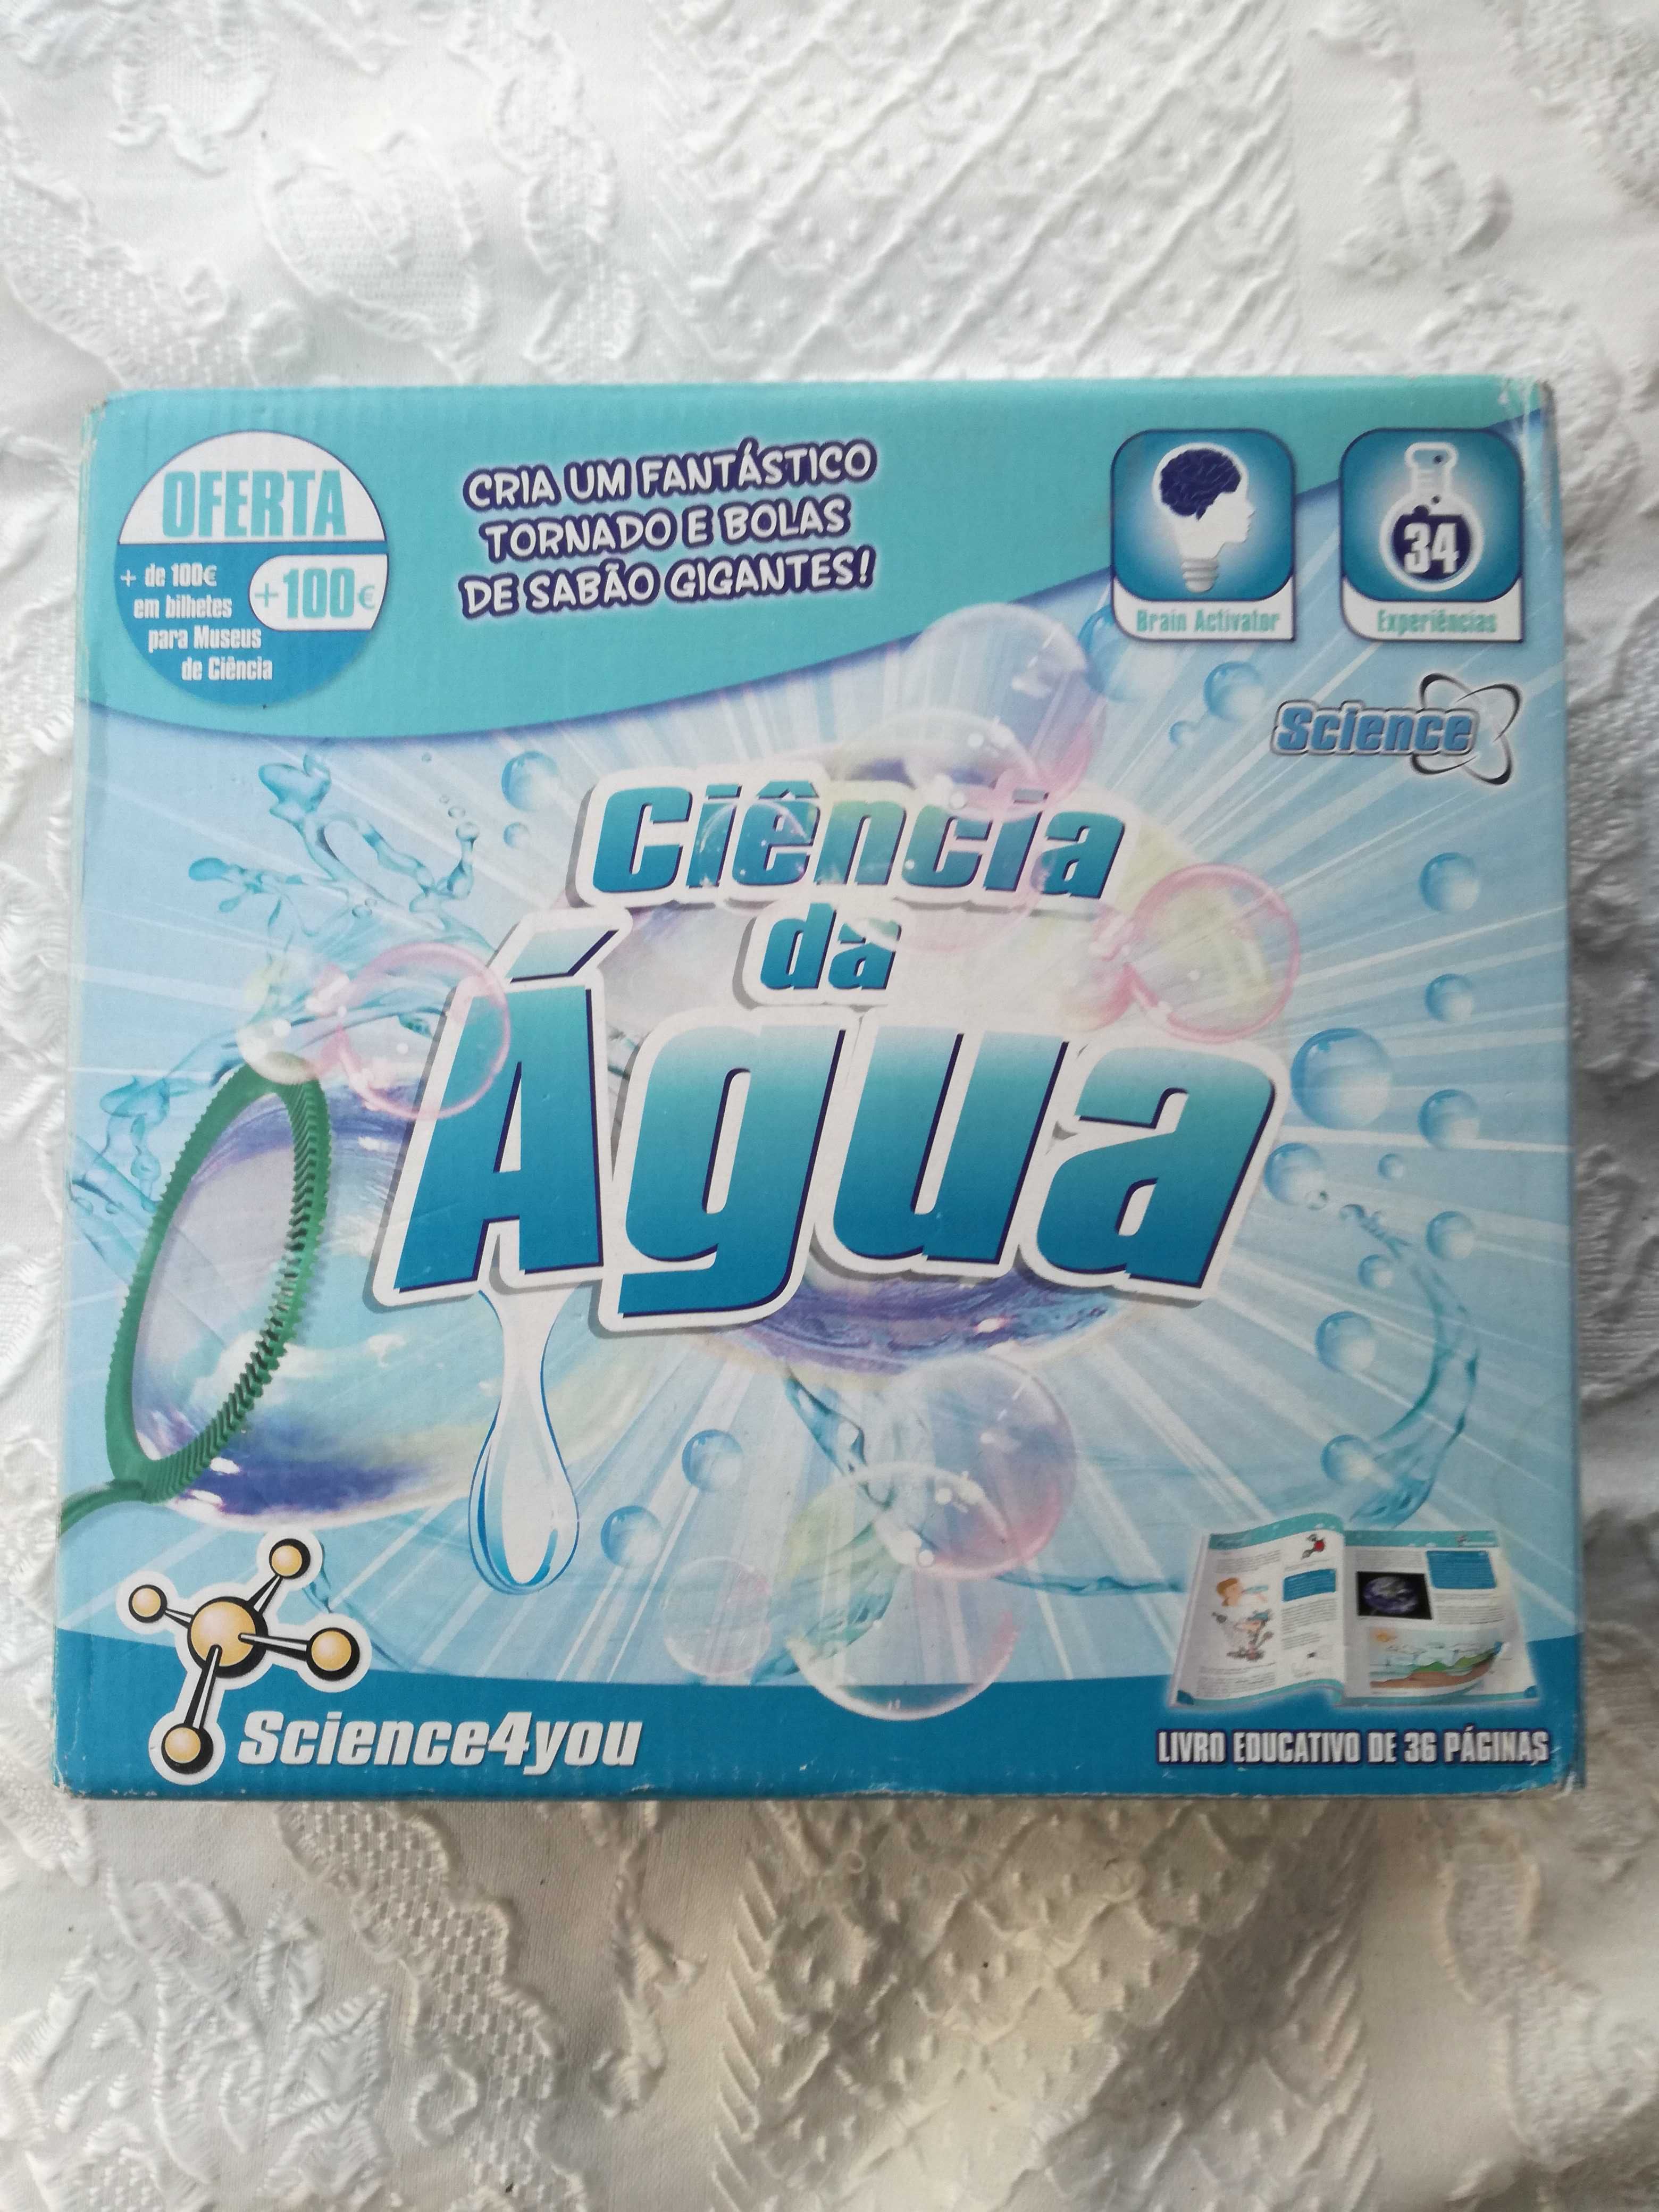 OFERTA
+ de 100€
em bilhetes
para Museus
de Ciência
+100€
CRIA UM FANTÁSTICO
TORNADO E BOLAS
DE SABÃO GIGANTES!
Brain Activator
34
Experiências
Science
Ciência
da
Água
Science4you
LIVRO EDUCATIVO DE 36 PÁGINAS